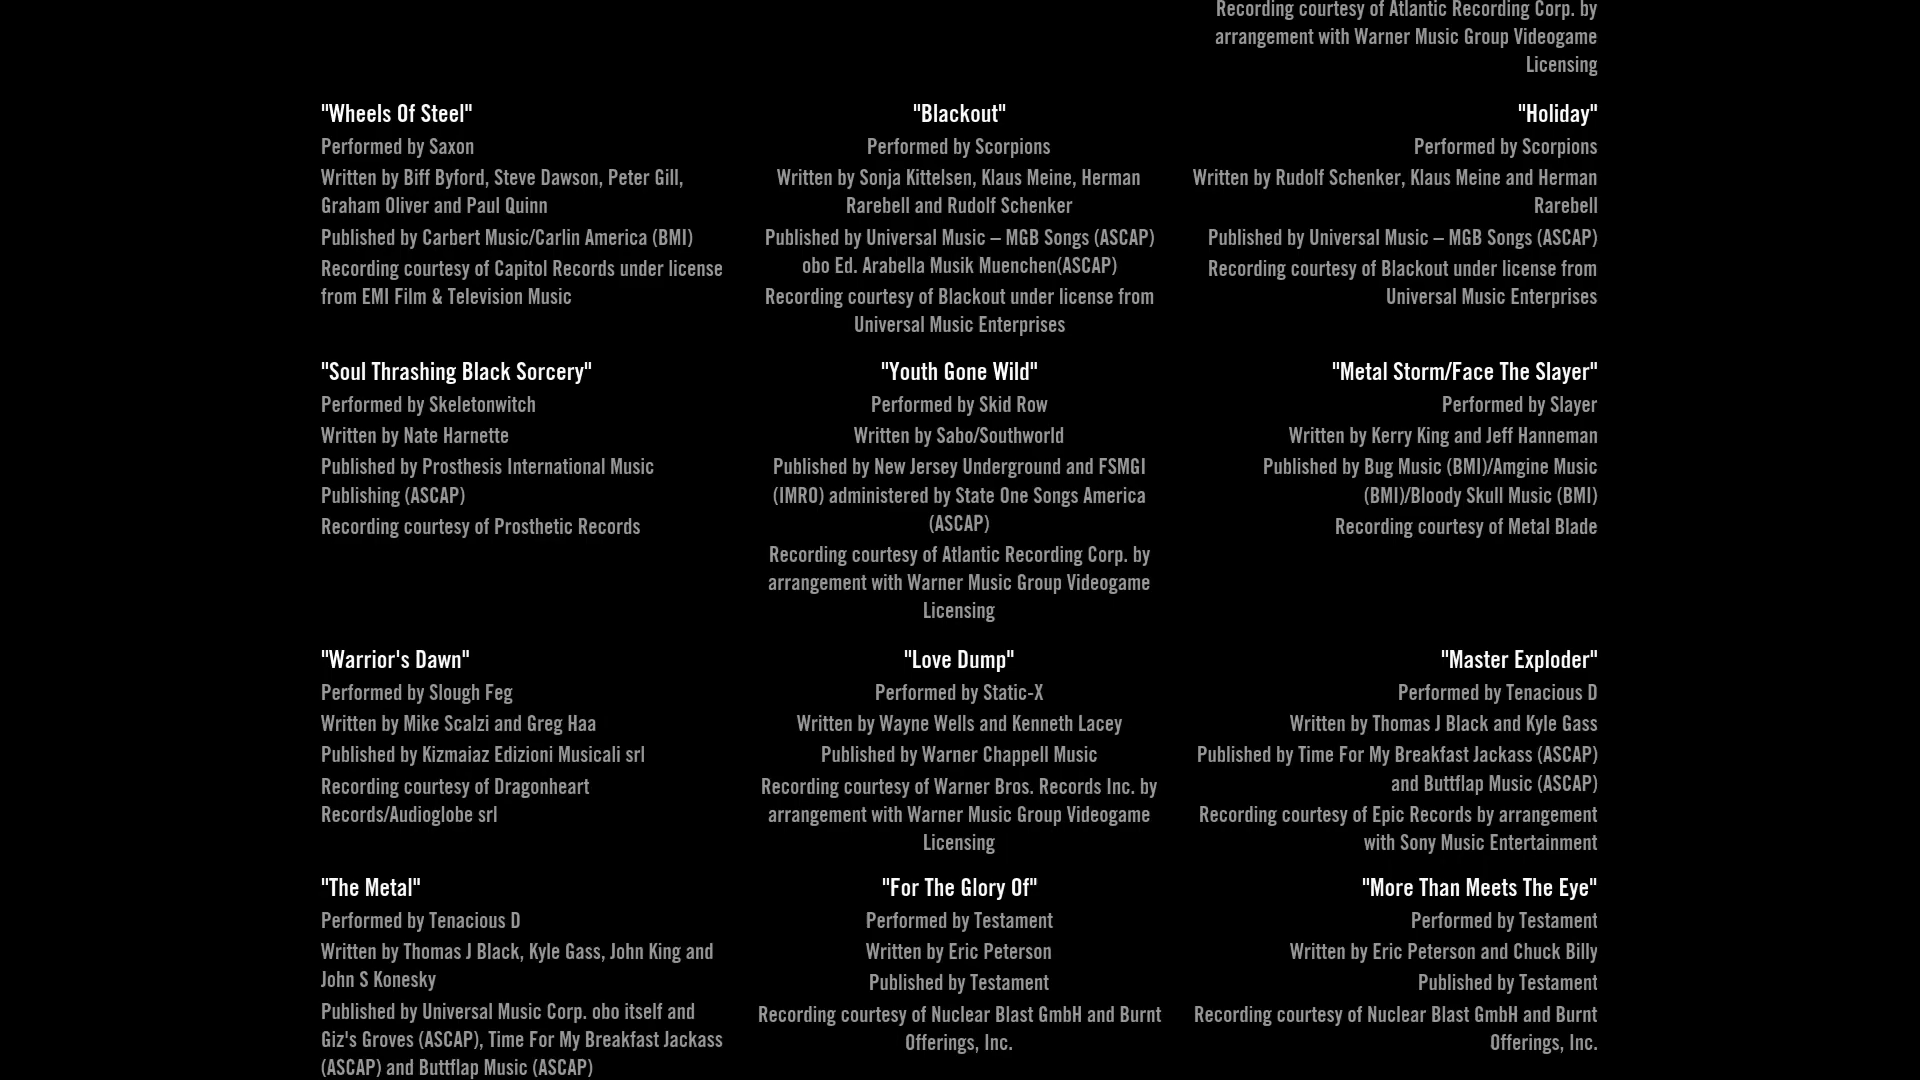 Recording courtesy of Atlantic Recording Corp. by
arrangement with Warner Music Group Videogame
Licensing
"Wheels Of Steel"
Performed by Saxon
Written by Biff Byford, Steve Dawson, Peter Gill,
Graham Oliver and Paul Quinn
Published by Carbert Music/Carlin America (BMI)
Recording courtesy of Capitol Records under license
from EMI Film & Television Music
"Blackout"
Performed by Scorpions
Written by Sonja Kittelsen, Klaus Meine, Herman
Rarebell and Rudolf Schenker
Published by Universal Music – MGB Songs (ASCAP)
obo Ed. Arabella Musik Muenchen(ASCAP)
Recording courtesy of Blackout under license from
Universal Music Enterprises
"Holiday"
Performed by Scorpions
Written by Rudolf Schenker, Klaus Meine and Herman
Rarebell
Published by Universal Music – MGB Songs (ASCAP)
Recording courtesy of Blackout under license from
Universal Music Enterprises
"Soul Thrashing Black Sorcery"
Performed by Skeletonwitch
Written by Nate Harnette
Published by Prosthesis International Music
Publishing (ASCAP)
Recording courtesy of Prosthetic Records
"Youth Gone Wild"
Performed by Skid Row
Written by Sabo/Southworld
Published by New Jersey Underground and FSMGI
(IMRO) administered by State One Songs America
(ASCAP)
Recording courtesy of Atlantic Recording Corp. by
arrangement with Warner Music Group Videogame
Licensing
"Metal Storm/Face The Slayer"
Performed by Slayer
Written by Kerry King and Jeff Hanneman
Published by Bug Music (BMI)/Amgine Music
(BMI)/Bloody Skull Music (BMI)
Recording courtesy of Metal Blade
"Warrior's Dawn"
Performed by Slough Feg
Written by Mike Scalzi and Greg Haa
Published by Kizmaiaz Edizioni Musicali srl
Recording courtesy of Dragonheart
Records/Audioglobe srl
"Love Dump"
Performed by Static-X
Written by Wayne Wells and Kenneth Lacey
Published by Warner Chappell Music
Recording courtesy of Warner Bros. Records Inc. by
arrangement with Warner Music Group Videogame
Licensing
"Master Exploder"
Performed by Tenacious D
Written by Thomas J Black and Kyle Gass
Published by Time For My Breakfast Jackass (ASCAP)
and Buttflap Music (ASCAP)
Recording courtesy of Epic Records by arrangement
with Sony Music Entertainment
"The Metal"
Performed by Tenacious D
Written by Thomas J Black, Kyle Gass, John King and
John S Konesky
Published by Universal Music Corp. obo itself and
Giz's Groves (ASCAP), Time For My Breakfast Jackass
(ASCAP) and Buttflap Music (ASCAP)
"For The Glory Of"
Performed by Testament
Written by Eric Peterson
Published by Testament
Recording courtesy of Nuclear Blast GmbH and Burnt
Offerings, Inc.
"More Than Meets The Eye"
Performed by Testament
Written by Eric Peterson and Chuck Billy
Published by Testament
Recording courtesy of Nuclear Blast GmbH and Burnt
Offerings, Inc.